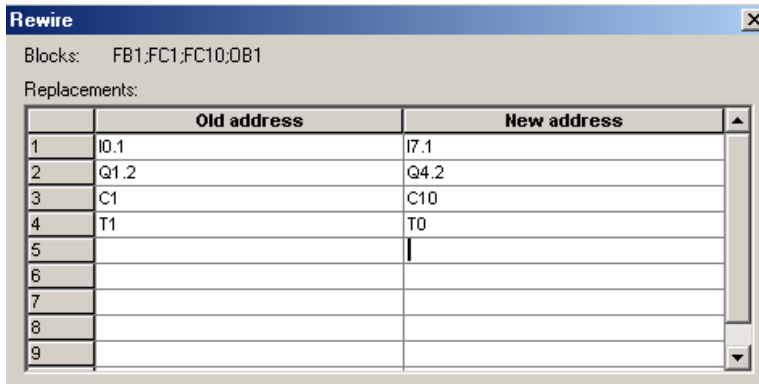 Rewire
Blocks: FB1;FC1;FC10;OB1
Replacements:
Old address New address
1 I0.1 I7.1
2 Q1.2 Q4.2
3 C1 C10
4 T1 T0
5
6
7
8
9